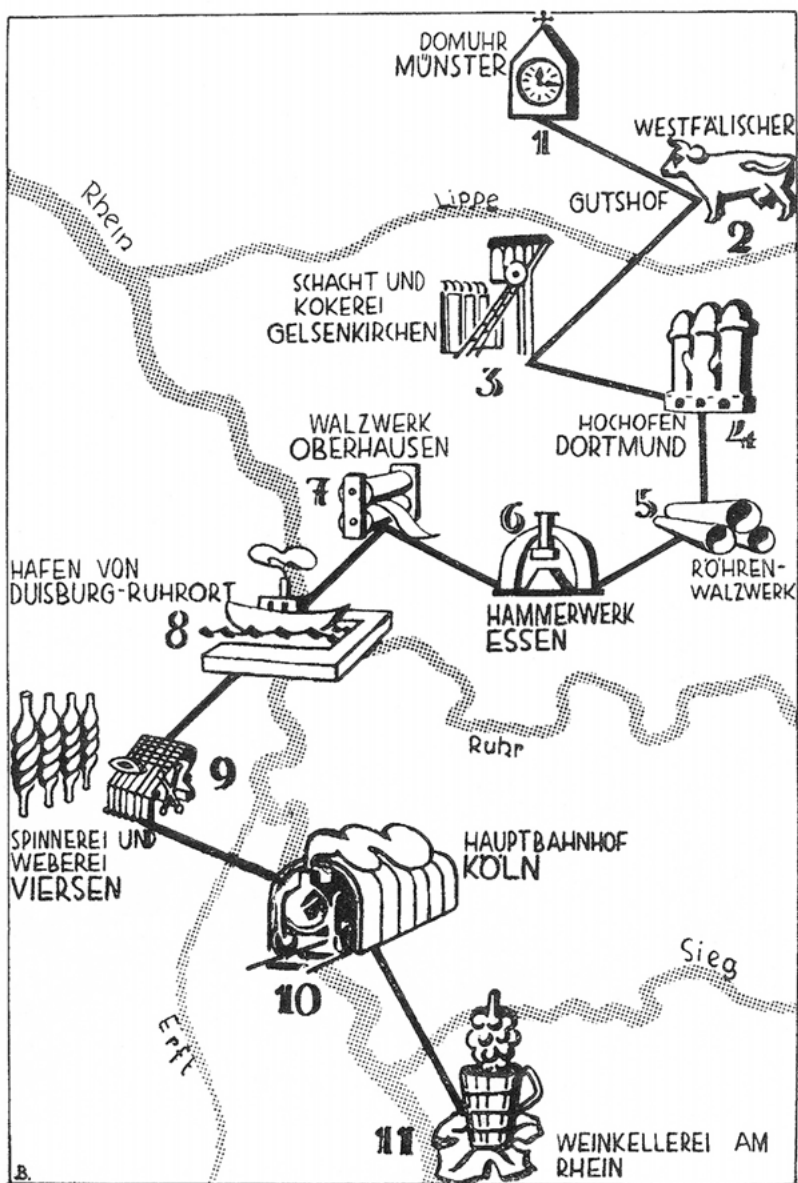 DOMUHR
MÜNSTER
1
WESTFÄLISCHER
GUTSHOF
2
Rhein
Lippe
SCHACHT UND
KOKEREI
GELSENKIRCHEN
3
HOCHOFEN
DORTMUND
4
WALZWERK
OBERHAUSEN
7
6
5
HAMMERWERK
ESSEN
RÖHREN-
WALZWERK
HAFEN VON
DUISBURG-RUHRORT
8
Ruhr
9
SPINNEREI UND
WEBEREI
VIERSEN
HAUPTBAHNHOF
KÖLN
10
Sieg
Erft
11
WEINKELLEREI AM
RHEIN
B.